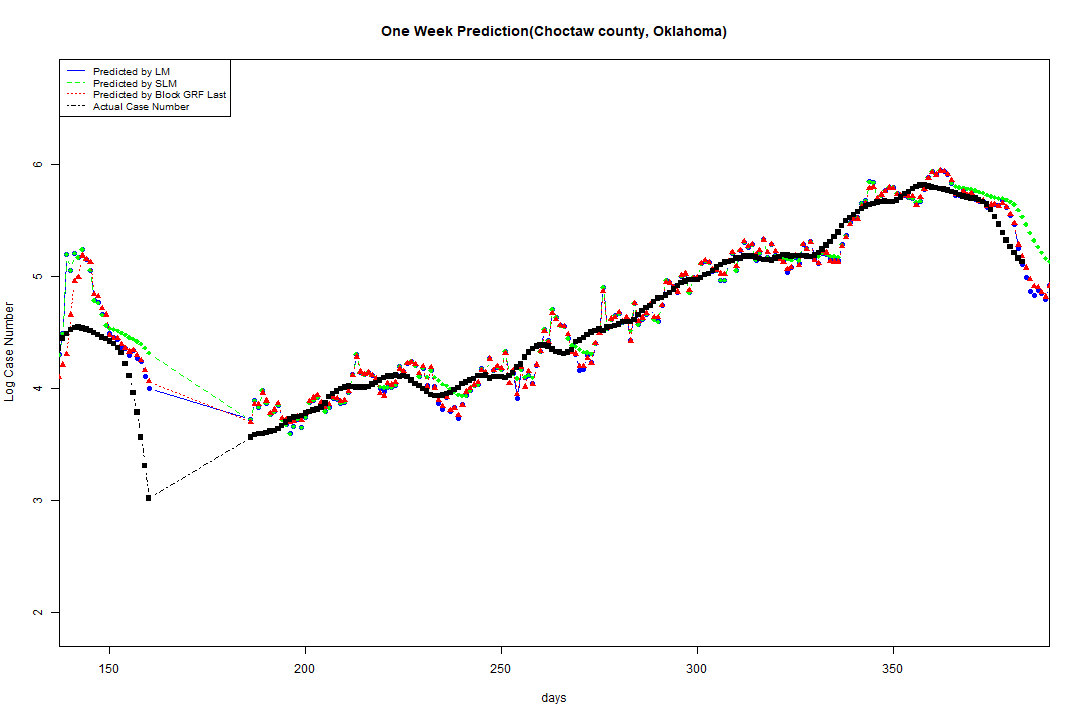 One Week Prediction(Choctaw county, Oklahoma)
Predicted by LM
Predicted by SLM
Predicted by Block GRF Last
Actual Case Number
Log Case Number
6
5
4
3
2
150 200 250 300 350
days